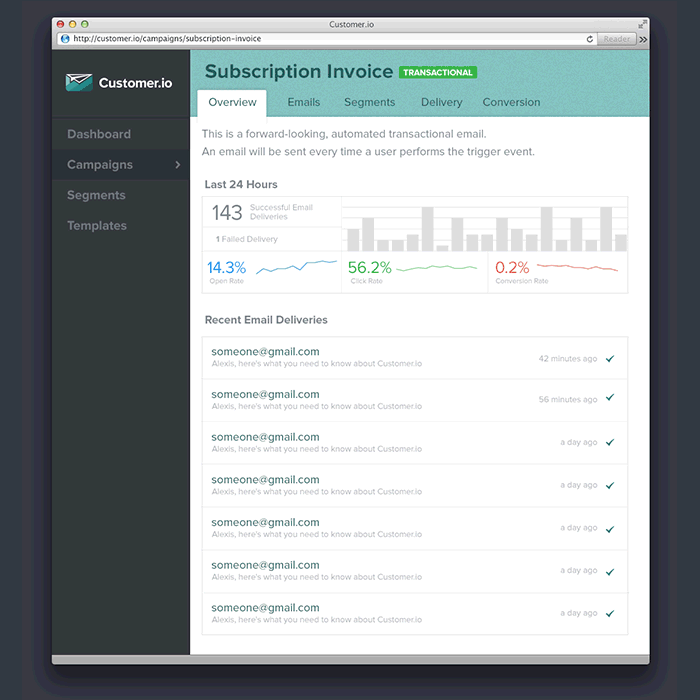 Customer.io
http://customer.io/campaigns/subscription-invoice
Reader
Customer.io
Dashboard
Campaigns
Segments
Templates
Subscription Invoice TRANSACTIONAL
Overview Emails Segments Delivery Conversion
This is a forward-looking, automated transactional email.
An email will be sent every time a user performs the trigger event.
Last 24 Hours
143 Successful Email
Deliveries
1 Failed Delivery
14.3%
Open Rate
56.2%
Click Rate
0.2%
Conversion Rate
Recent Email Deliveries
someone@gmail.com
Alexis, here's what you need to know about Customer.io
42 minutes ago
someone@gmail.com
Alexis, here's what you need to know about Customer.io
56 minutes ago
someone@gmail.com
Alexis, here's what you need to know about Customer.io
a day ago
someone@gmail.com
Alexis, here's what you need to know about Customer.io
a day ago
someone@gmail.com
Alexis, here's what you need to know about Customer.io
a day ago
someone@gmail.com
Alexis, here's what you need to know about Customer.io
a day ago
someone@gmail.com
Alexis, here's what you need to know about Customer.io
a day ago